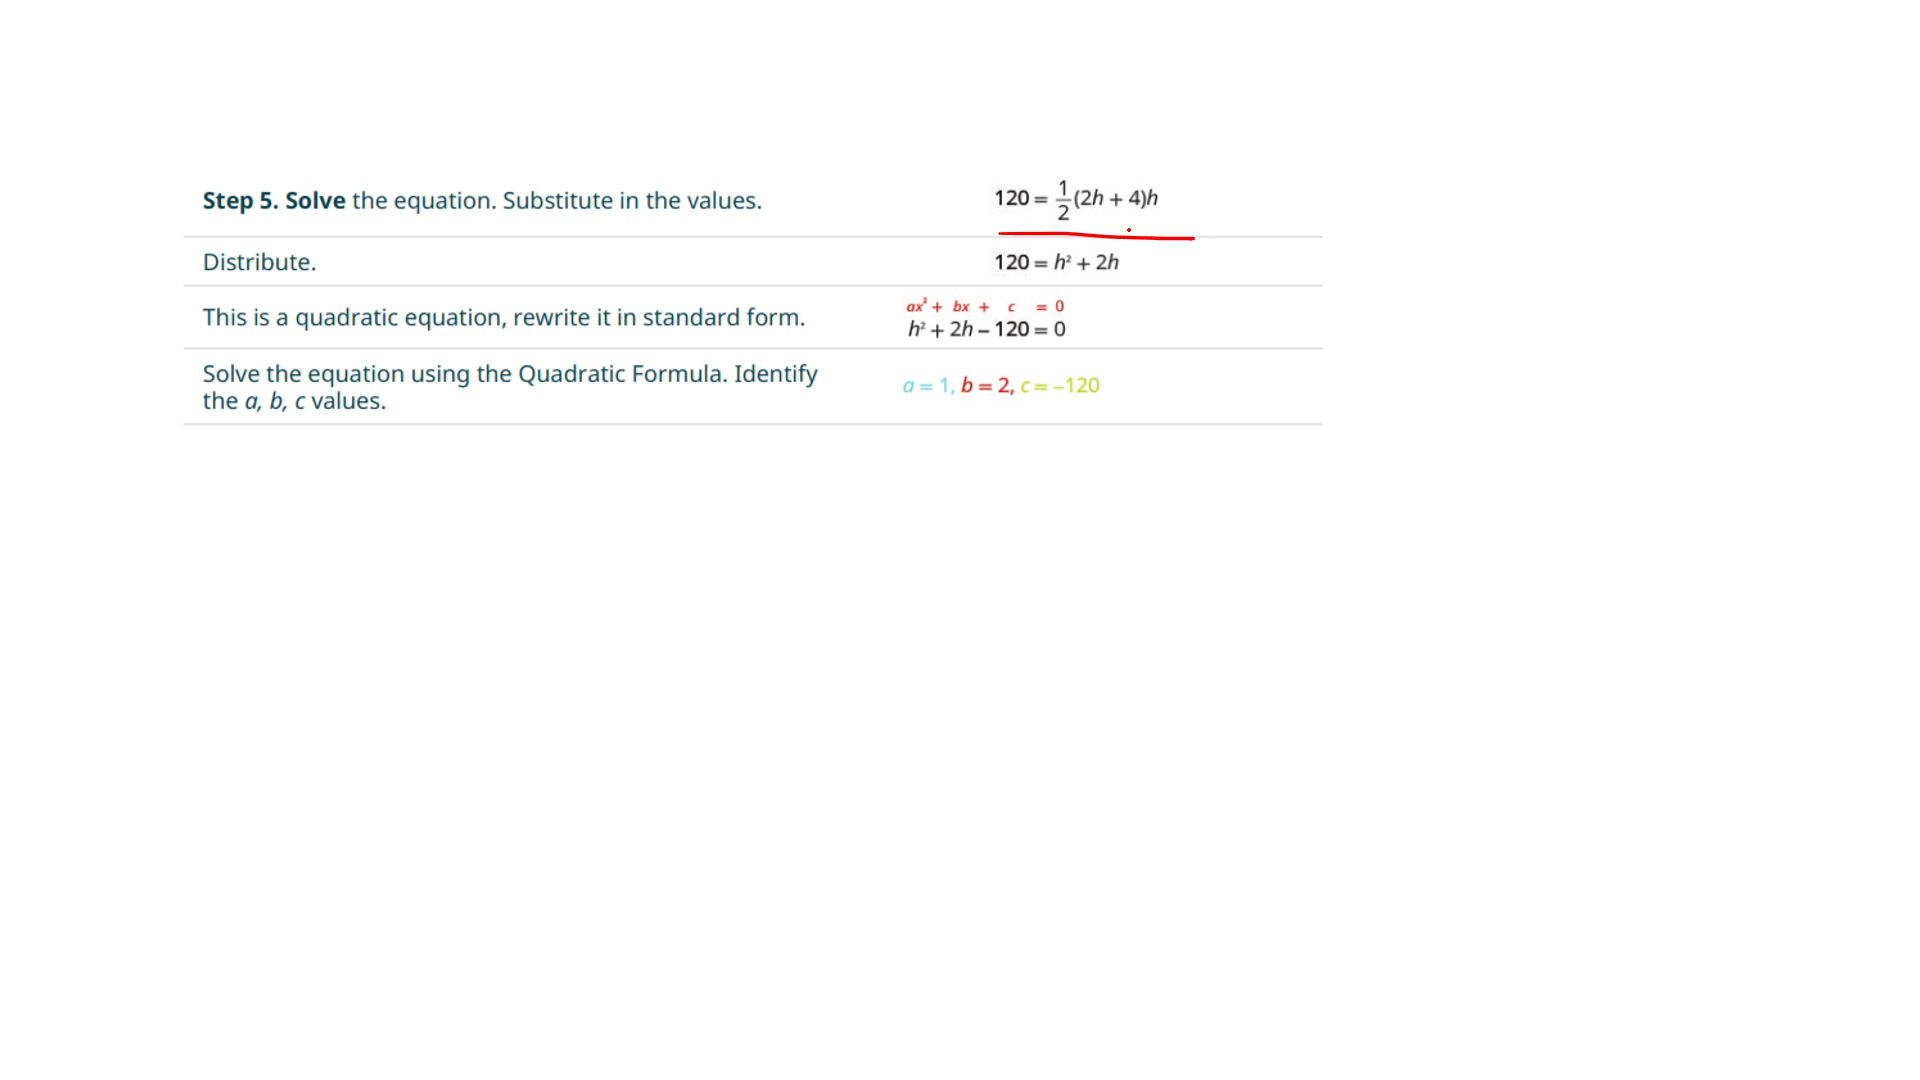 Step 5. Solve the equation. Substitute in the values.
120 = 1/2 (2h + 4)h
Distribute.
120 = h² + 2h
This is a quadratic equation, rewrite it in standard form.
ax² + bx + c = 0
h² + 2h – 120 = 0
Solve the equation using the Quadratic Formula. Identify
the a, b, c values.
a = 1, b = 2, c = –120